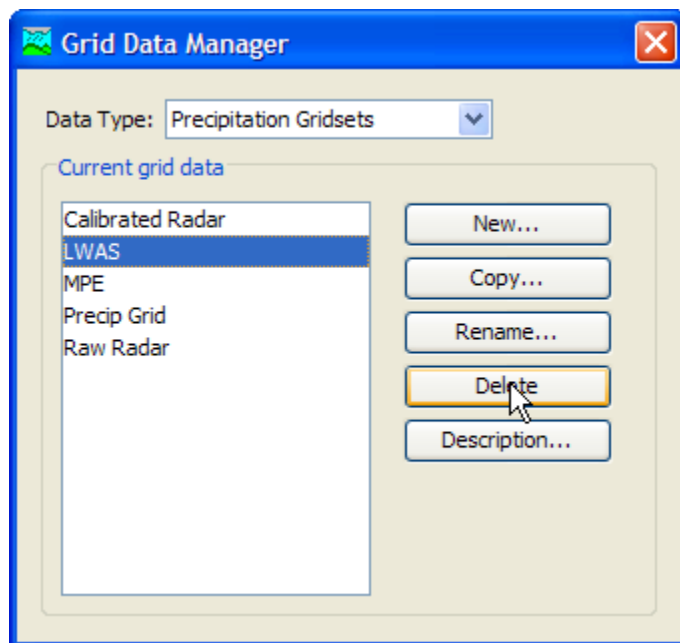 Grid Data Manager
Data Type: Precipitation Gridsets
Current grid data
Calibrated Radar
LWAS
MPE
Precip Grid
Raw Radar
New...
Copy...
Rename...
Delete
Description...